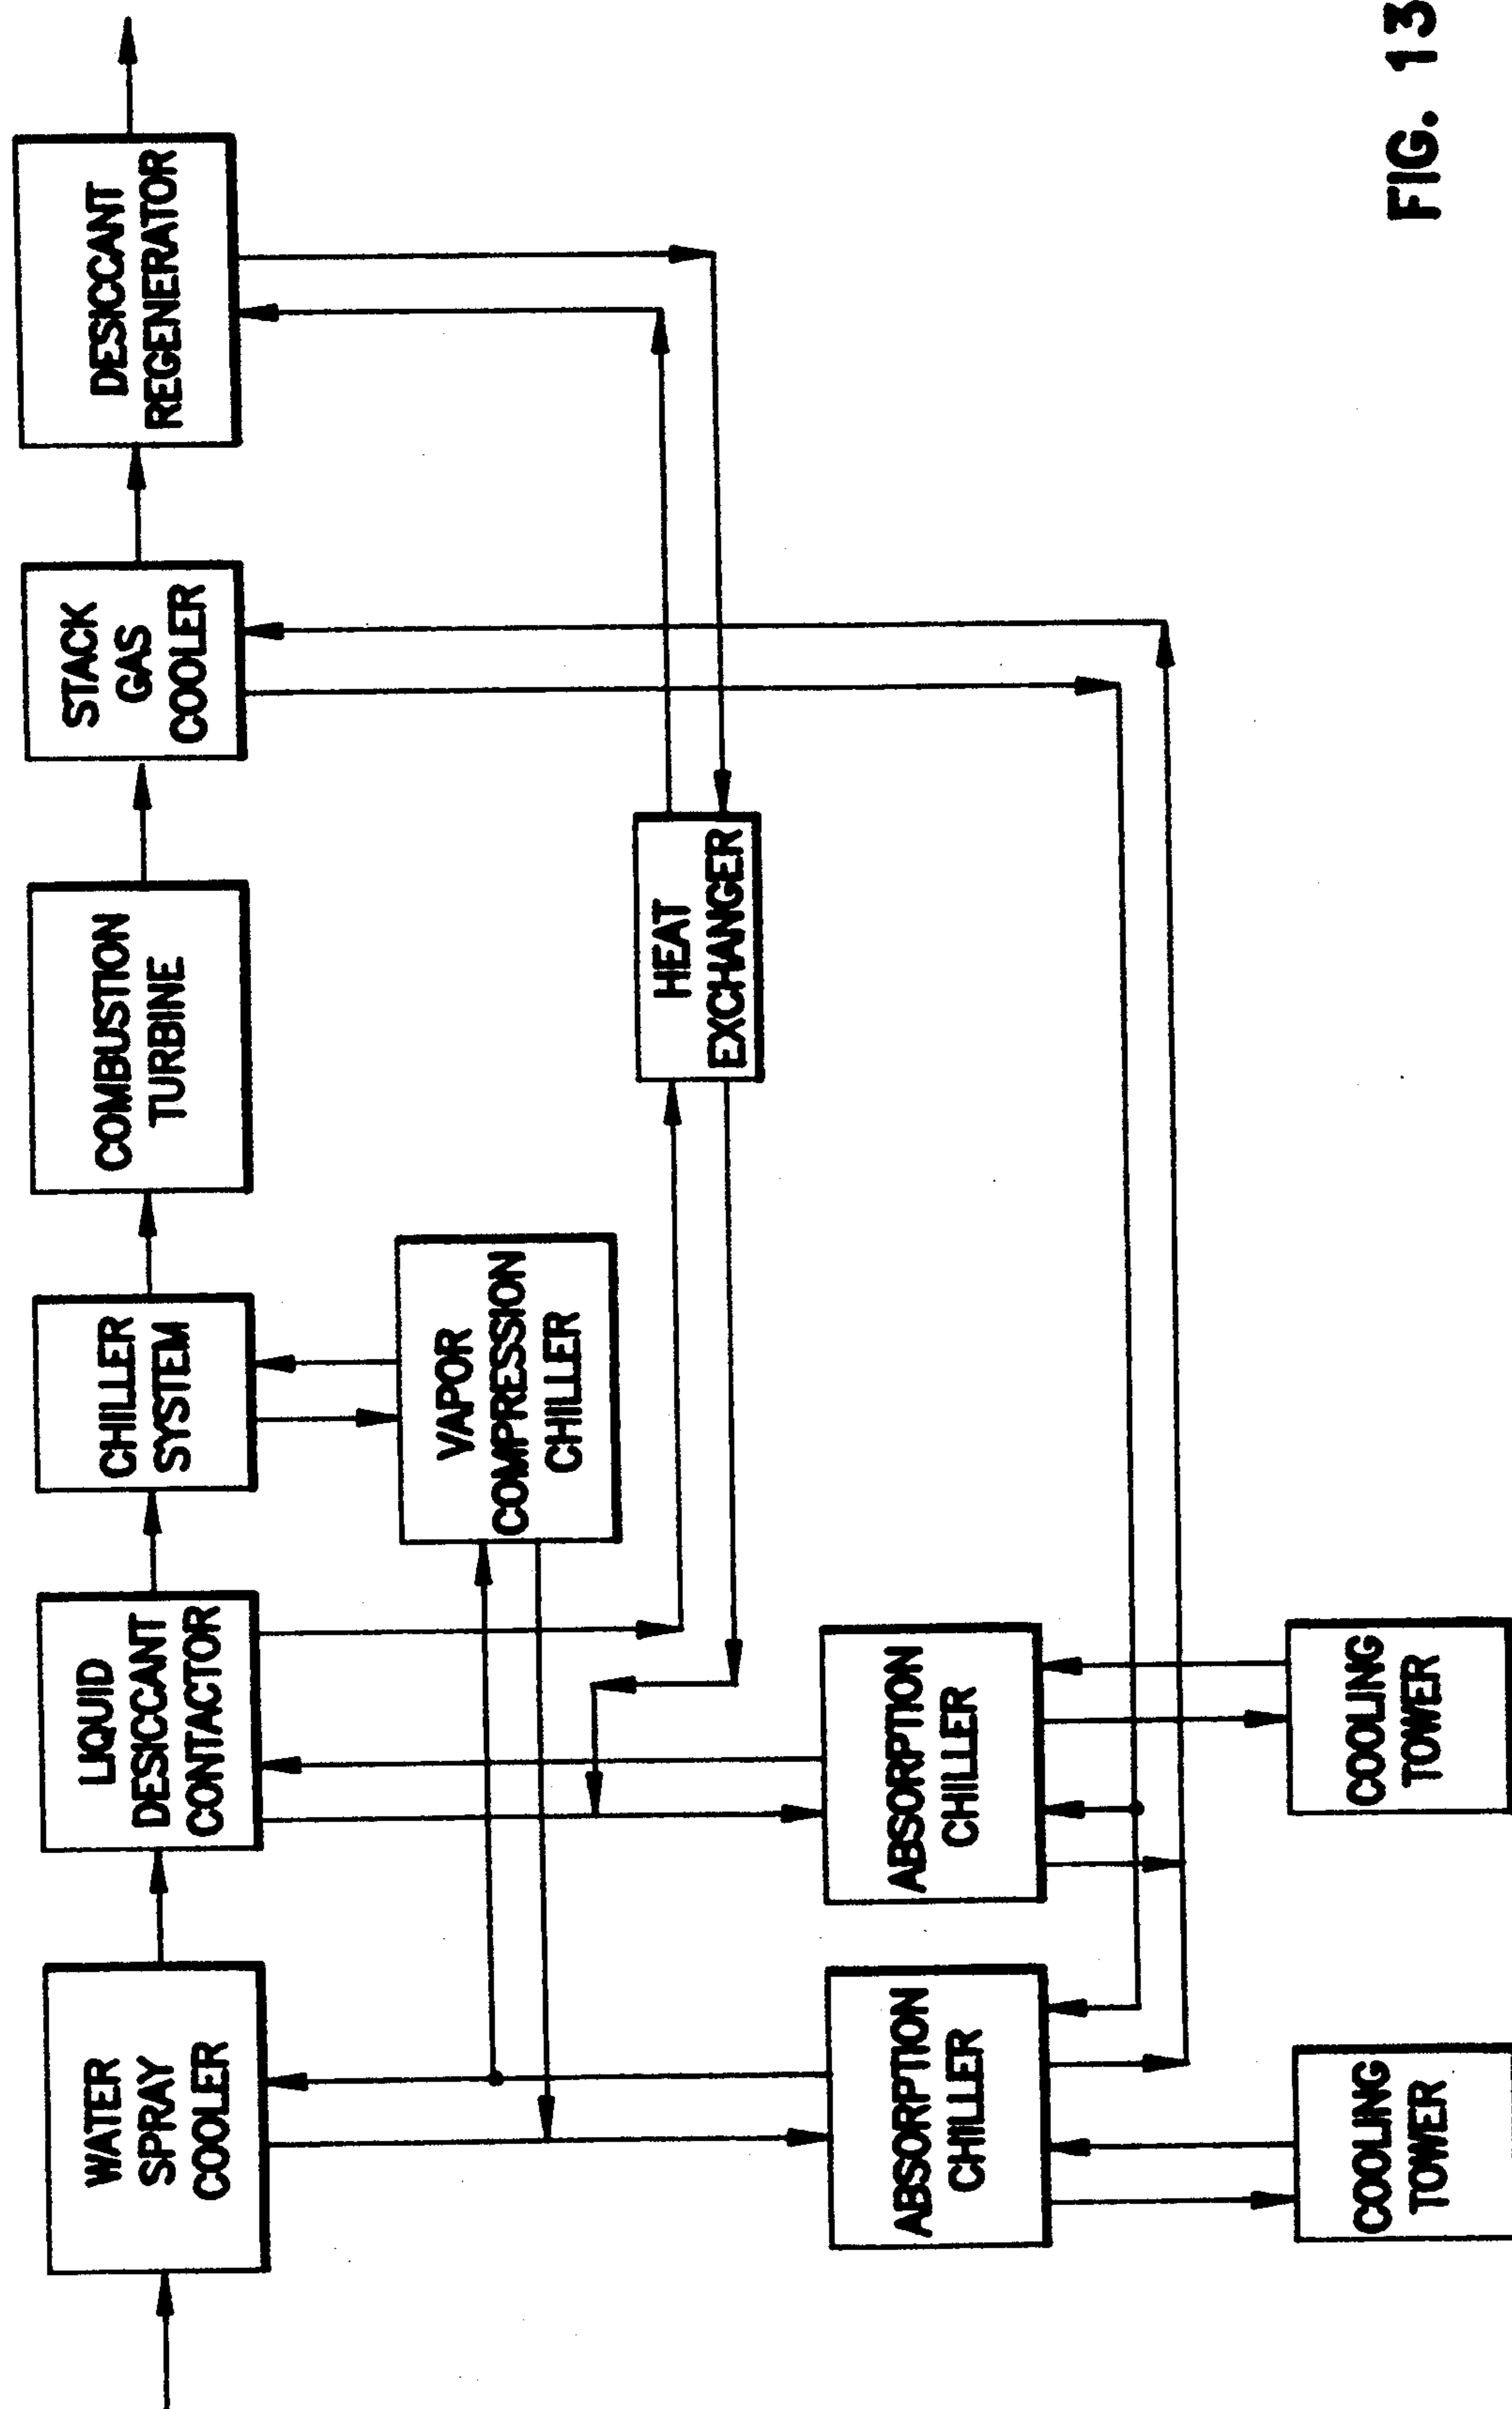 WATER
SPRAY
COOLER
LIQUID
DESICCANT
CONTACTOR
CHILLER
SYSTEM
COMBUSTION
TURBINE
STACK
GAS
COOLER
DESICCANT
REGENERATOR
VAPOR
COMPRESSION
CHILLER
HEAT
EXCHANGER
ABSORPTION
CHILLER
ABSORPTION
CHILLER
COOLING
TOWER
COOLING
TOWER
FIG. 13